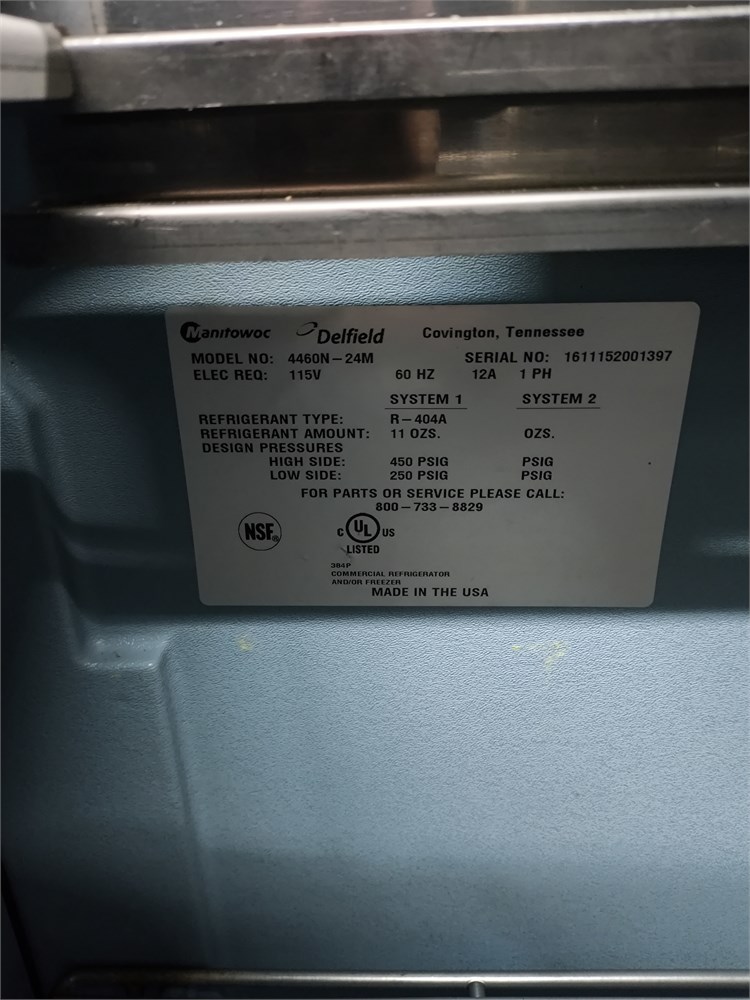 Manitowoc Delfield Covington, Tennessee
MODEL NO: 4460N-24M SERIAL NO: 1611152001397
ELEC REQ: 115V 60 HZ 12A 1 PH
SYSTEM 1 SYSTEM 2
REFRIGERANT TYPE: R-404A
REFRIGERANT AMOUNT: 11 OZS. OZS.
DESIGN PRESSURES
HIGH SIDE: 450 PSIG PSIG
LOW SIDE: 250 PSIG PSIG
FOR PARTS OR SERVICE PLEASE CALL:
800-733-8829
NSF®
C UL US
LISTED
384P
COMMERCIAL REFRIGERATOR
AND/OR FREEZER
MADE IN THE USA